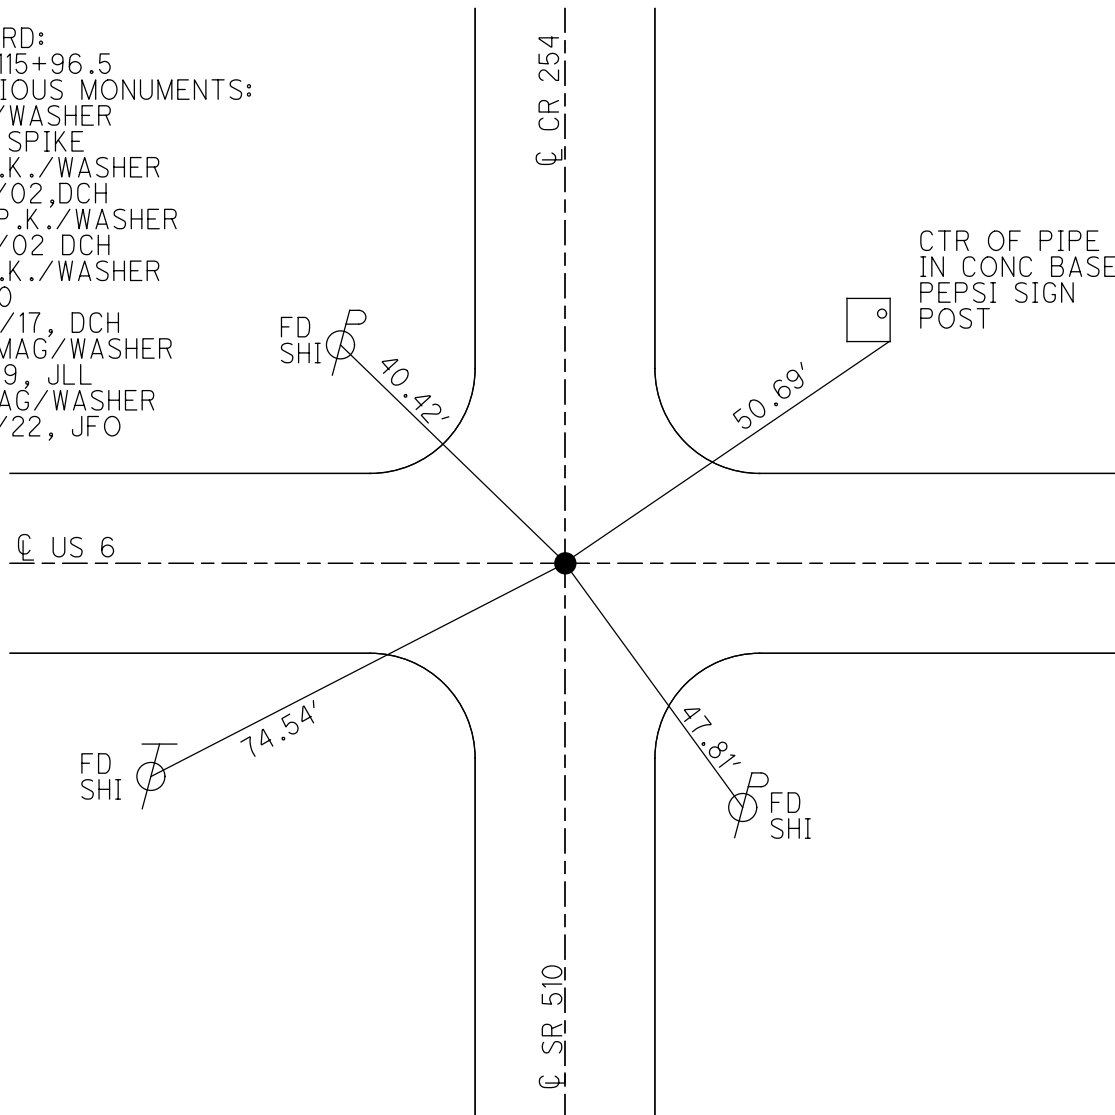 RD:
115+96.5
IOUS MONUMENTS:
/WASHER
SPIKE
.K./WASHER
/02,DCH
P.K./WASHER
/02 DCH
.K./WASHER
O
/17, DCH
MAG/WASHER
9, JLL
AG/WASHER
/22, JFO
℄ CR 254
CTR OF PIPE
IN CONC BASE
PEPSI SIGN
POST
FD
SHI
P
40.42'
50.69'
℄ US 6
74.54'
47.81'
FD
SHI
T
P
FD
SHI
℄ SR 510